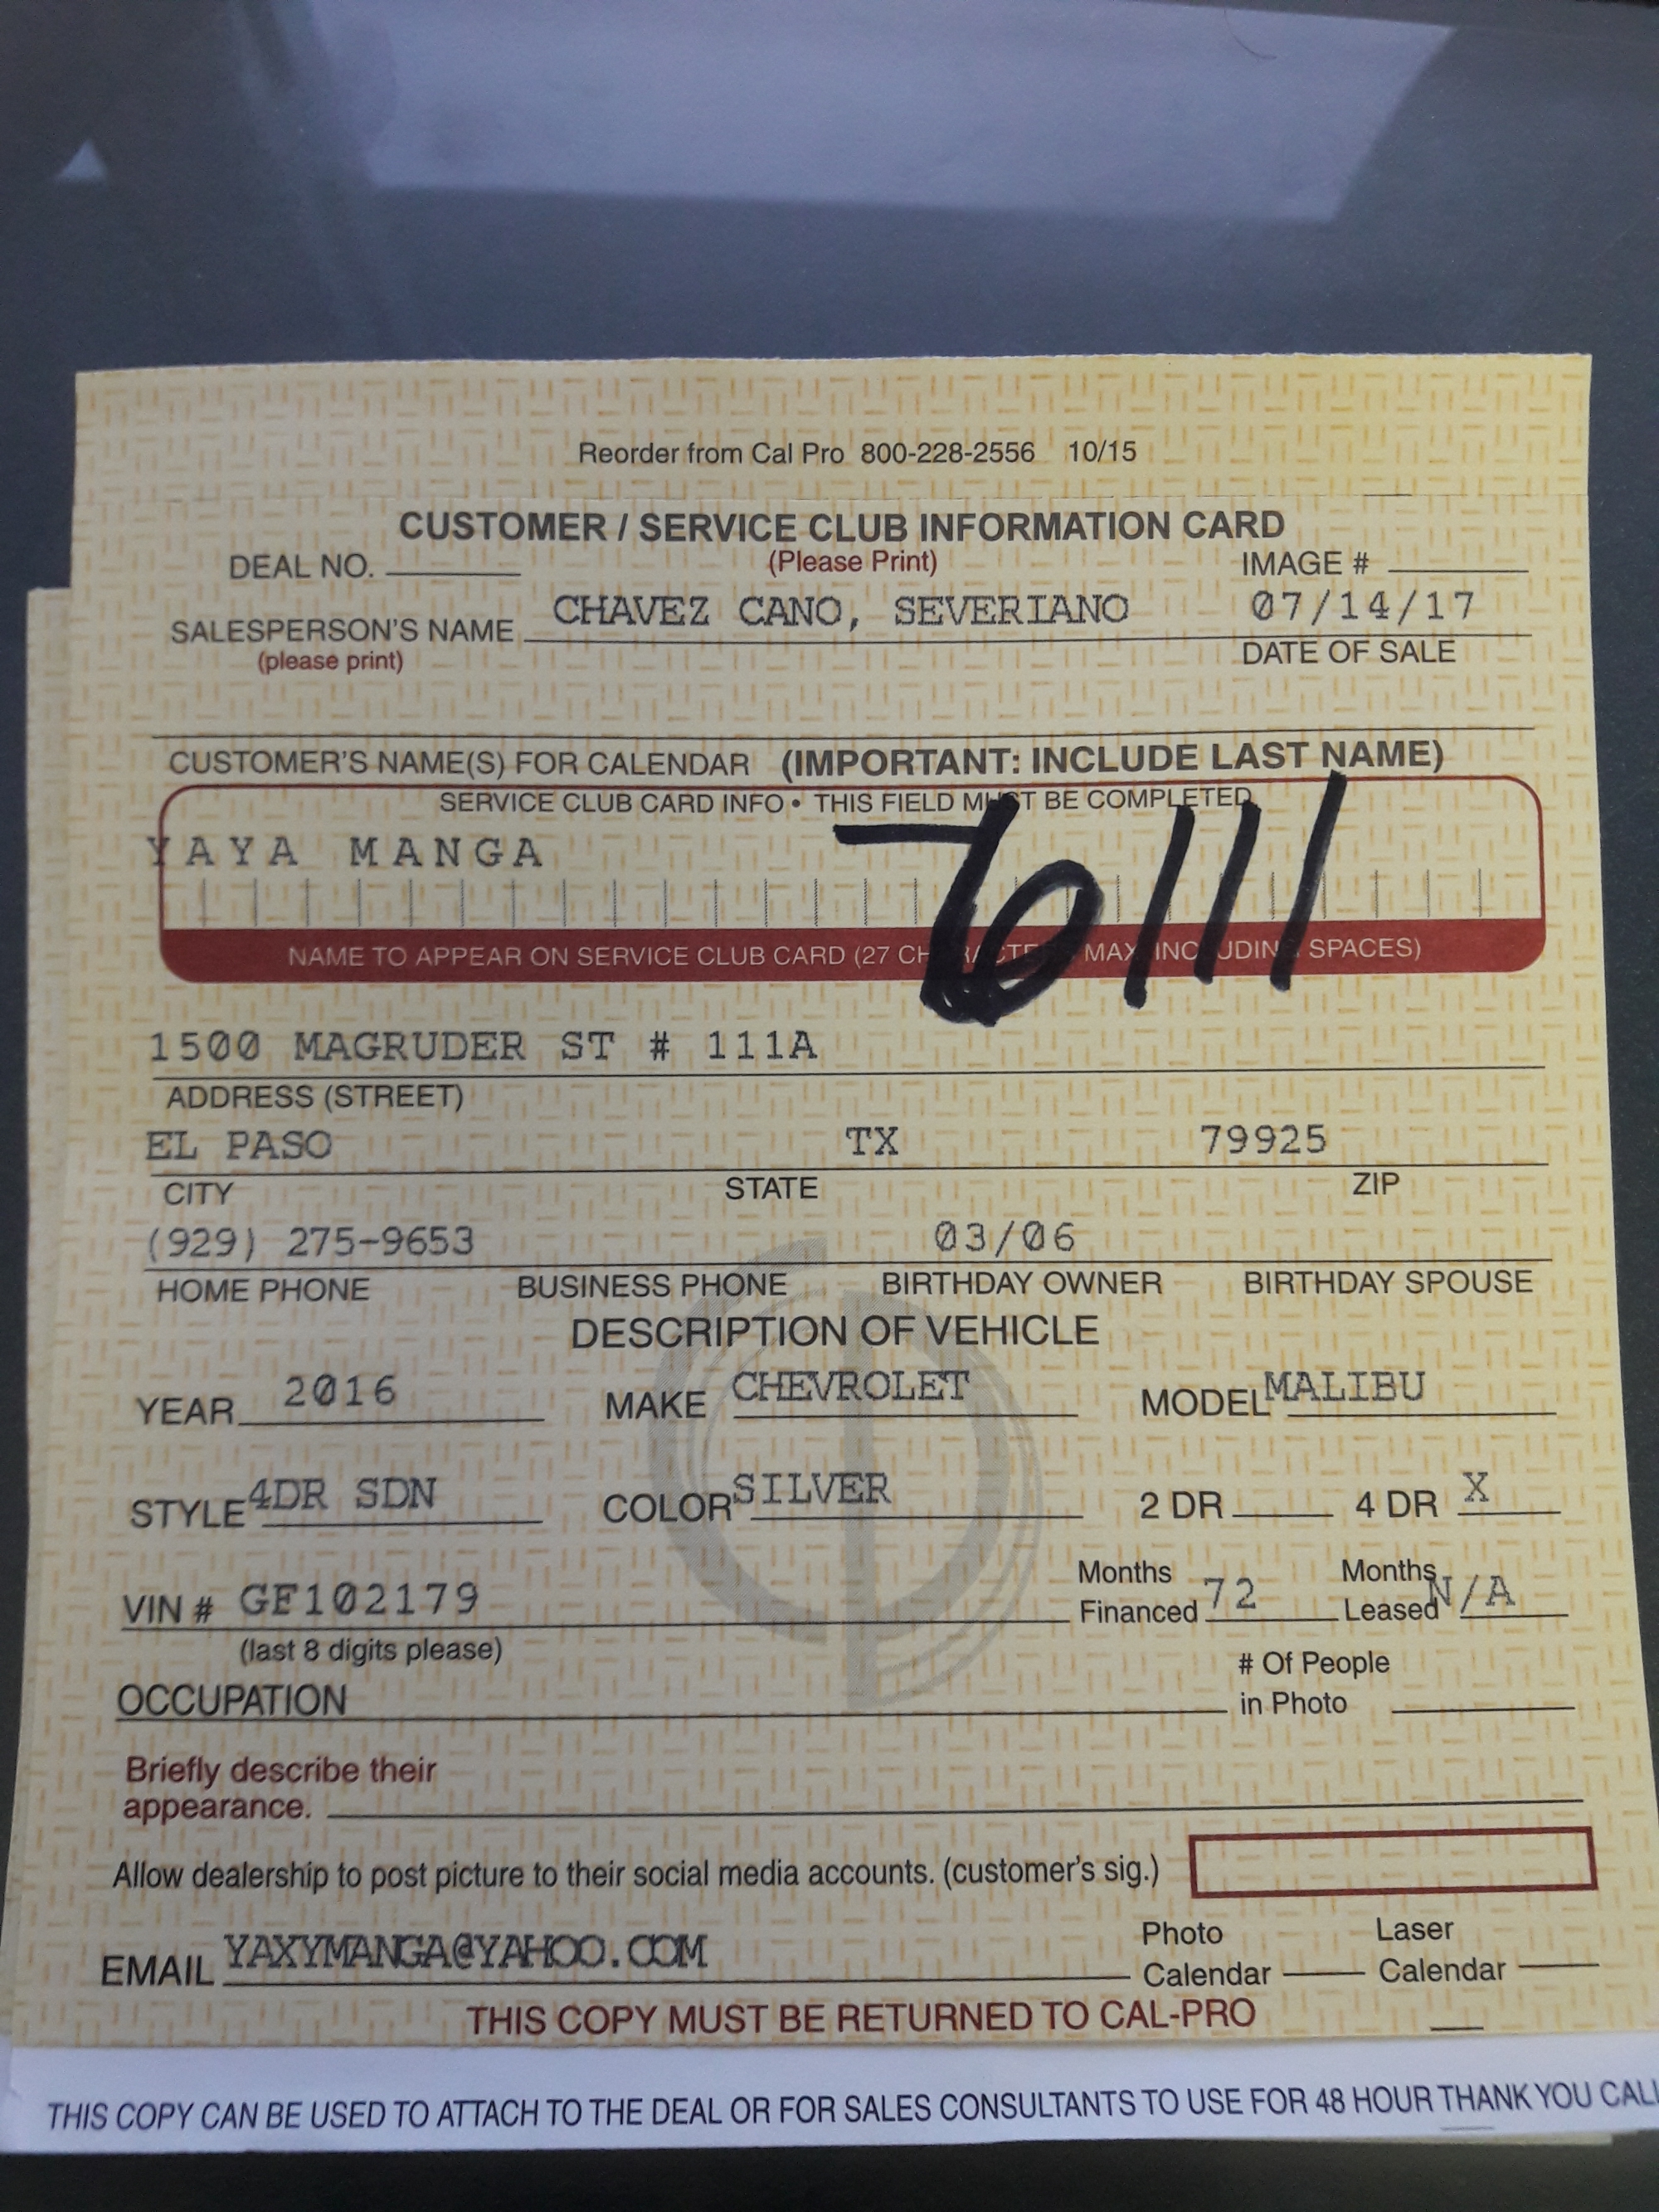 Reorder from Cal Pro 800-228-2556 10/15
CUSTOMER / SERVICE CLUB INFORMATION CARD
DEAL NO. (Please Print) IMAGE #
SALESPERSON'S NAME CHAVEZ CANO, SEVERIANO 07/14/17
(please print) DATE OF SALE
CUSTOMER'S NAME(S) FOR CALENDAR (IMPORTANT: INCLUDE LAST NAME)
SERVICE CLUB CARD INFO • THIS FIELD MUST BE COMPLETED
YAYA MANGA
NAME TO APPEAR ON SERVICE CLUB CARD (27 CHARACTERS MAX, INCLUDING SPACES)
1500 MAGRUDER ST # 111A
ADDRESS (STREET)
EL PASO TX 79925
CITY STATE ZIP
(929) 275-9653 03/06
HOME PHONE BUSINESS PHONE BIRTHDAY OWNER BIRTHDAY SPOUSE
DESCRIPTION OF VEHICLE
YEAR 2016 MAKE CHEVROLET MODEL MALIBU
STYLE 4DR SDN COLOR SILVER 2 DR 4 DR X
VIN # GF102179 Months Financed 72 Months Leased N/A
(last 8 digits please)
OCCUPATION # Of People in Photo
Briefly describe their
appearance.
Allow dealership to post picture to their social media accounts. (customer's sig.)
EMAIL YAXYMANGA@YAHOO.COM Photo Calendar Laser Calendar
THIS COPY MUST BE RETURNED TO CAL-PRO
THIS COPY CAN BE USED TO ATTACH TO THE DEAL OR FOR SALES CONSULTANTS TO USE FOR 48 HOUR THANK YOU CALL